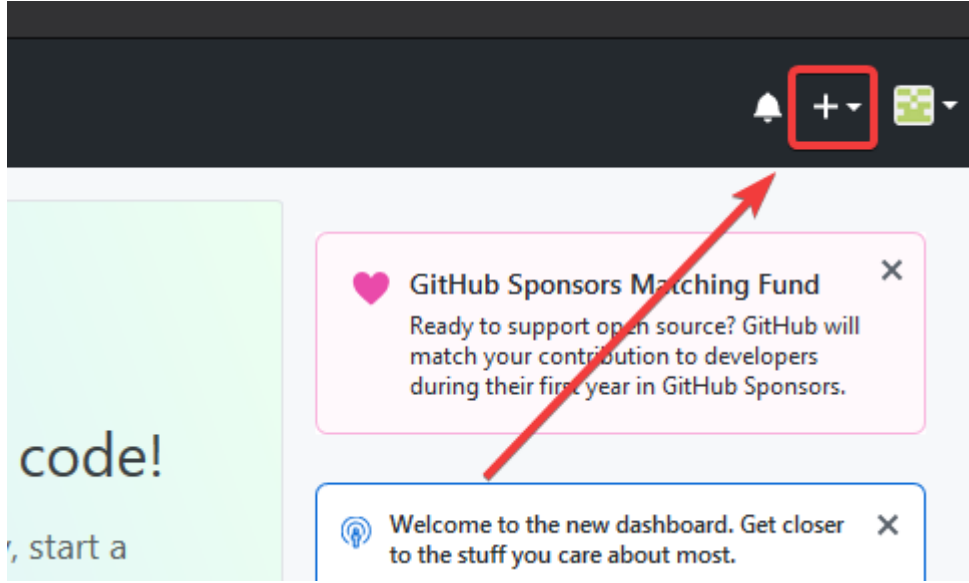 GitHub Sponsors Matching Fund
Ready to support open source? GitHub will
match your contribution to developers
during their first year in GitHub Sponsors.
code!
, start a
Welcome to the new dashboard. Get closer
to the stuff you care about most.